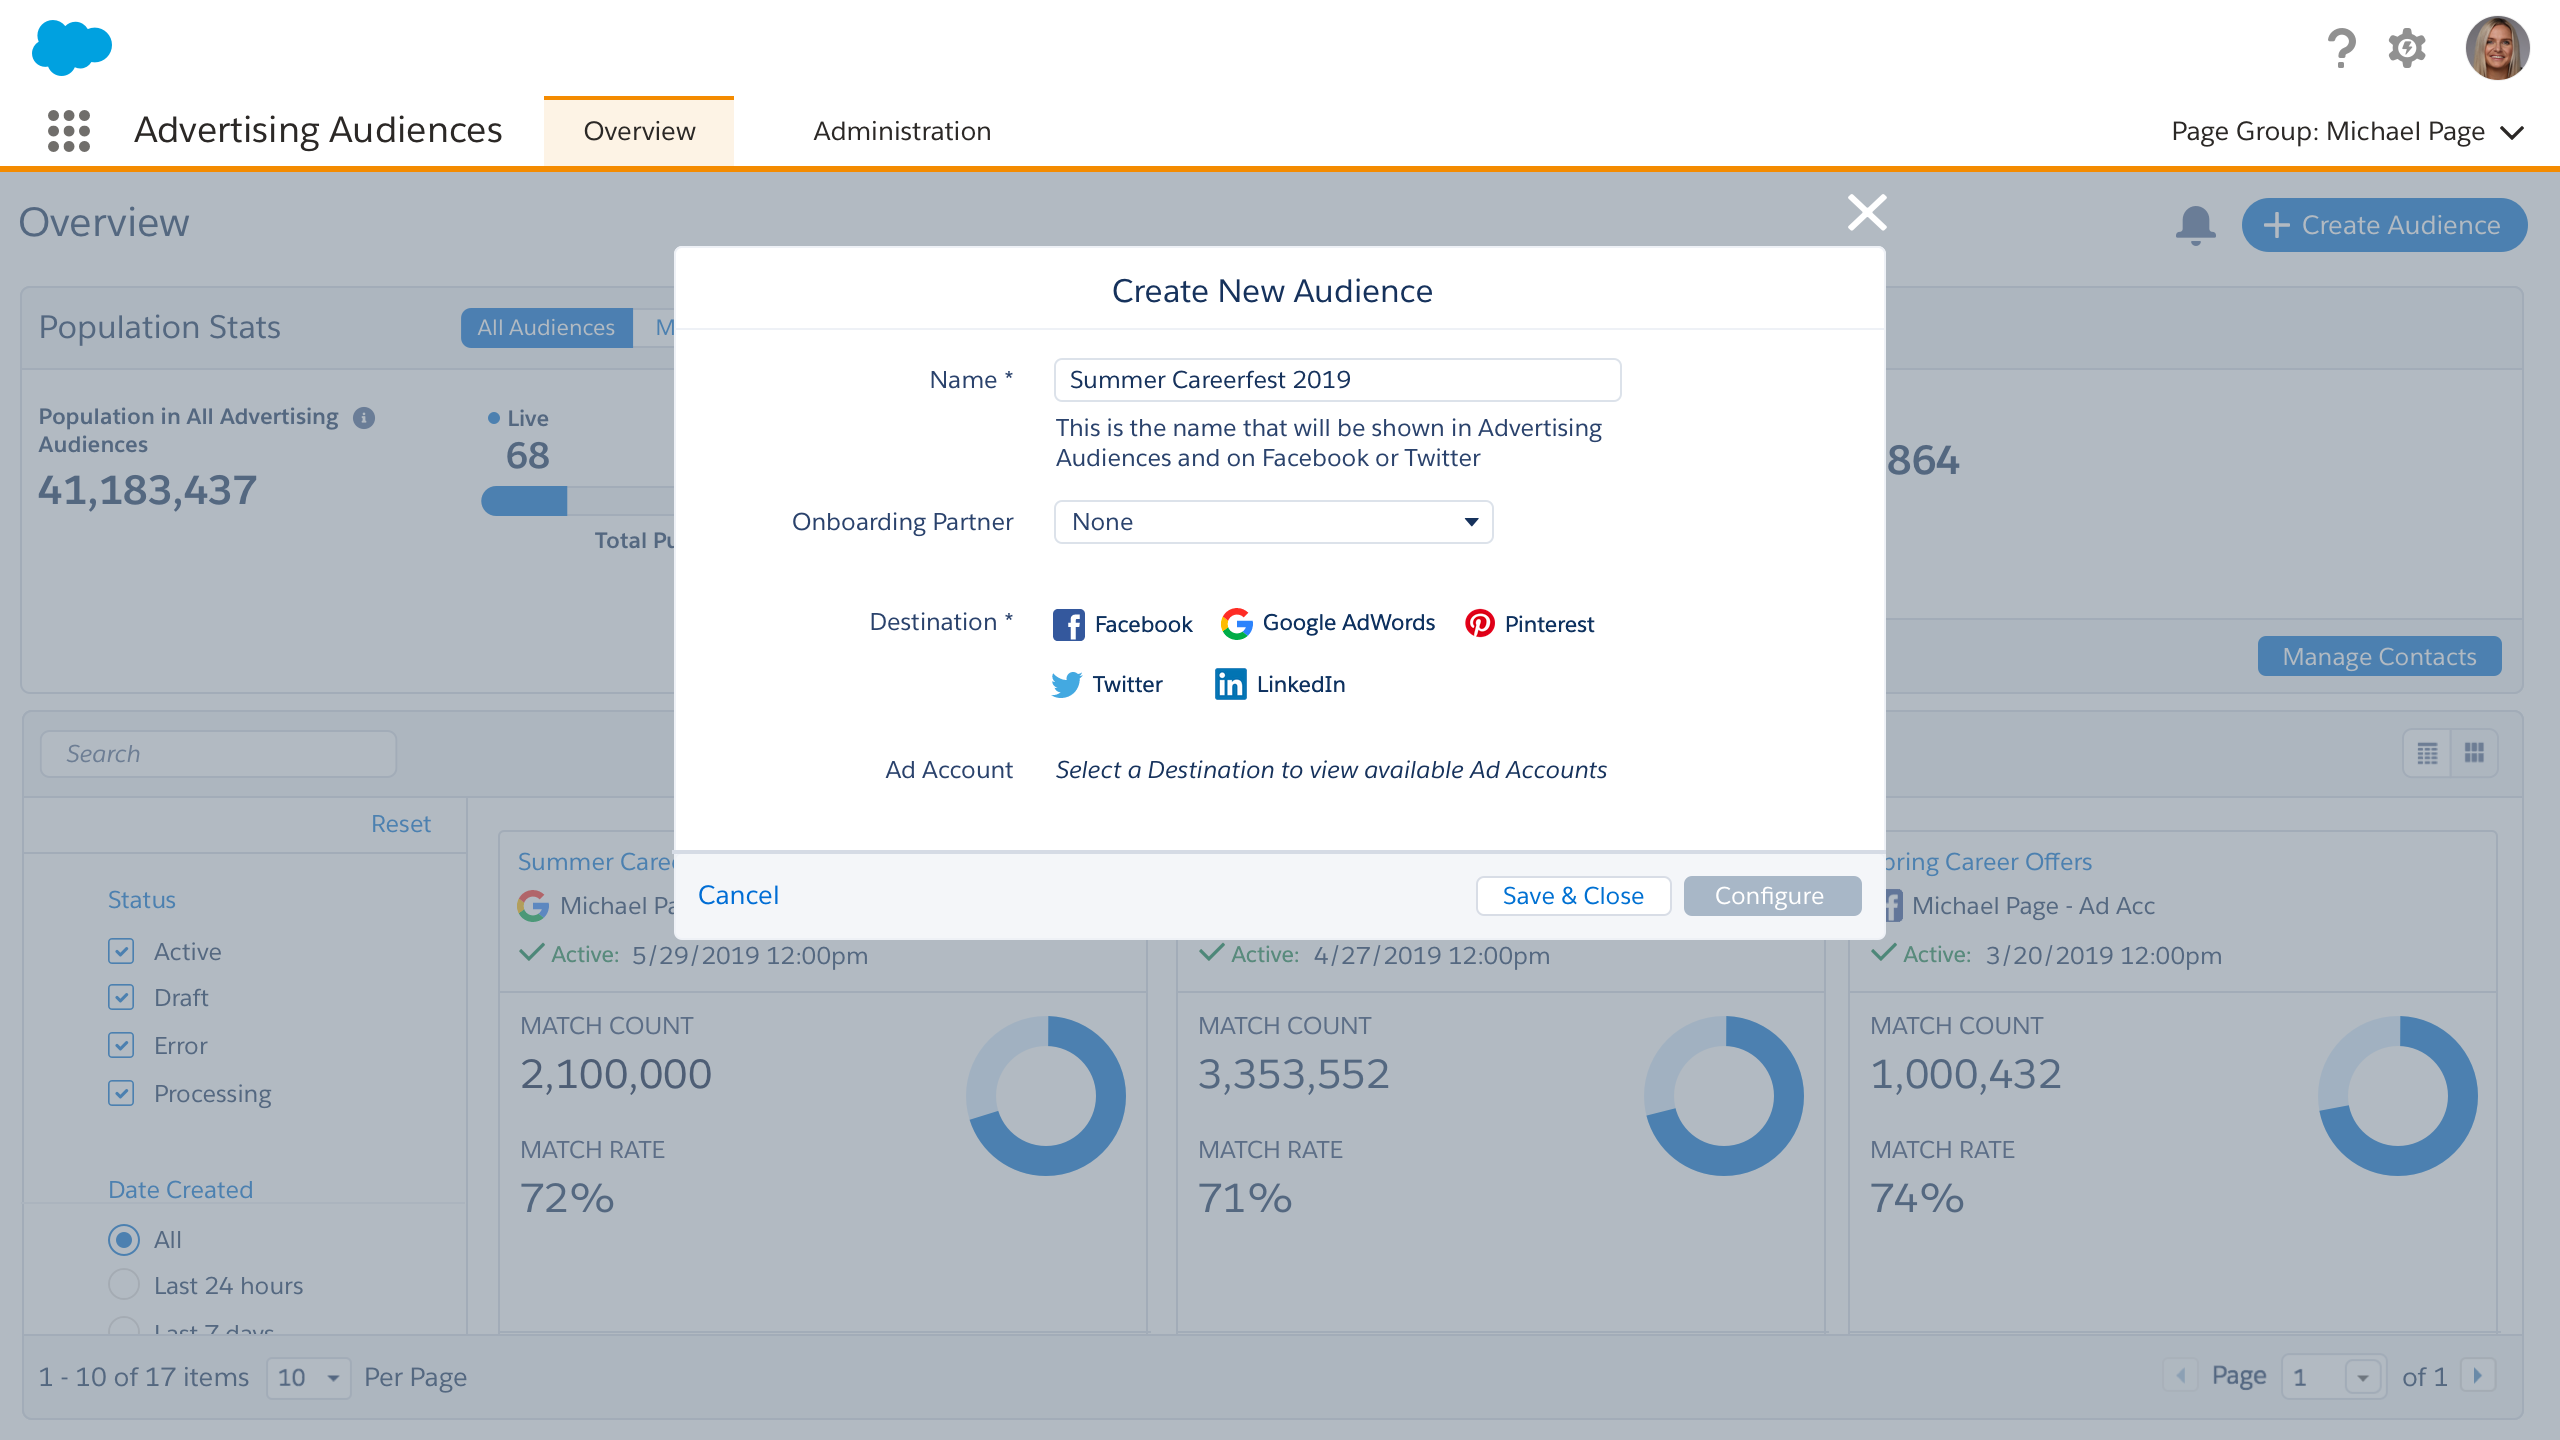 Advertising Audiences
Overview
Administration
Page Group: Michael Page
Overview
Create Audience
Population Stats
All Audiences
M
Population in All Advertising
Audiences
41,183,437
Live
68
Total Pu
864
Manage Contacts
Create New Audience
Name *
Summer Careerfest 2019
This is the name that will be shown in Advertising
Audiences and on Facebook or Twitter
Onboarding Partner
None
Destination *
Facebook
Google AdWords
Pinterest
Twitter
LinkedIn
Ad Account
Select a Destination to view available Ad Accounts
Cancel
Save & Close
Configure
Search
Reset
Status
Active
Draft
Error
Processing
Date Created
All
Last 24 hours
Last 7 days
Summer Caree
Michael Pa
Active: 5/29/2019 12:00pm
MATCH COUNT
2,100,000
MATCH RATE
72%
Active: 4/27/2019 12:00pm
MATCH COUNT
3,353,552
MATCH RATE
71%
pring Career Offers
Michael Page - Ad Acc
Active: 3/20/2019 12:00pm
MATCH COUNT
1,000,432
MATCH RATE
74%
1 - 10 of 17 items
10
Per Page
Page
1
of 1